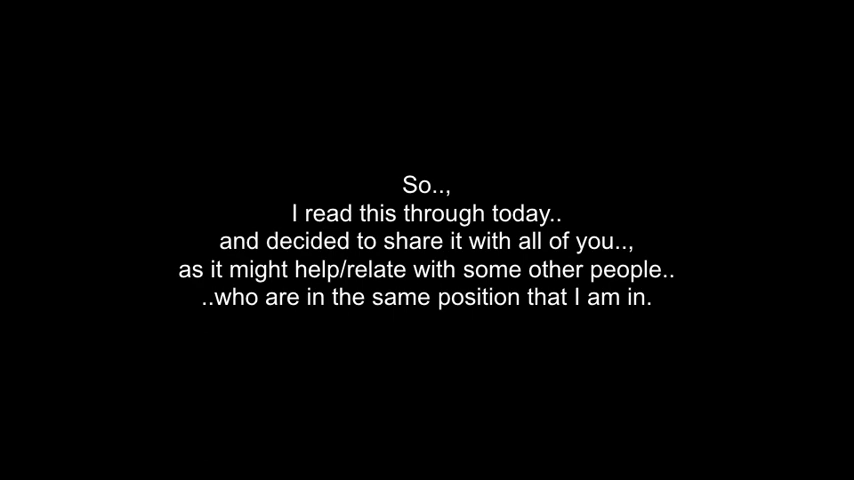 So..,
I read this through today..
and decided to share it with all of you..,
as it might help/relate with some other people..
..who are in the same position that I am in.